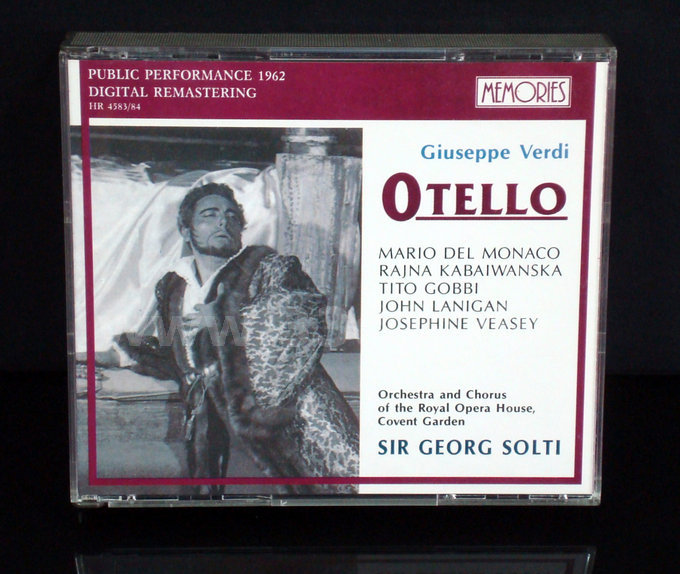 PUBLIC PERFORMANCE 1962
DIGITAL REMASTERING
HR 4583/84
MEMORIES
Giuseppe Verdi
OTELLO
MARIO DEL MONACO
RAJNA KABAIWANSKA
TITO GOBBI
JOHN LANIGAN
JOSEPHINE VEASEY
Orchestra and Chorus
of the Royal Opera House,
Covent Garden
SIR GEORG SOLTI